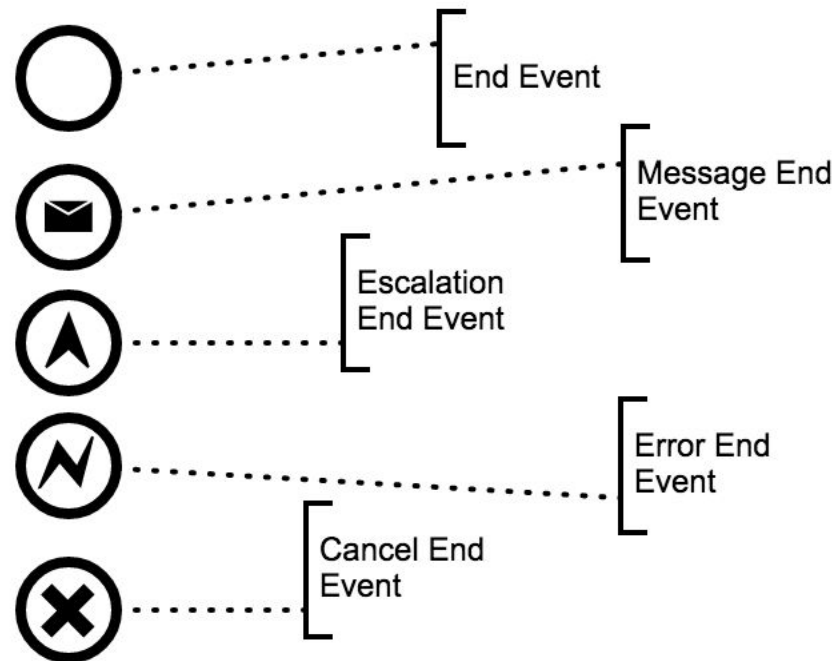 End Event
Message End
Event
Escalation
End Event
Error End
Event
Cancel End
Event